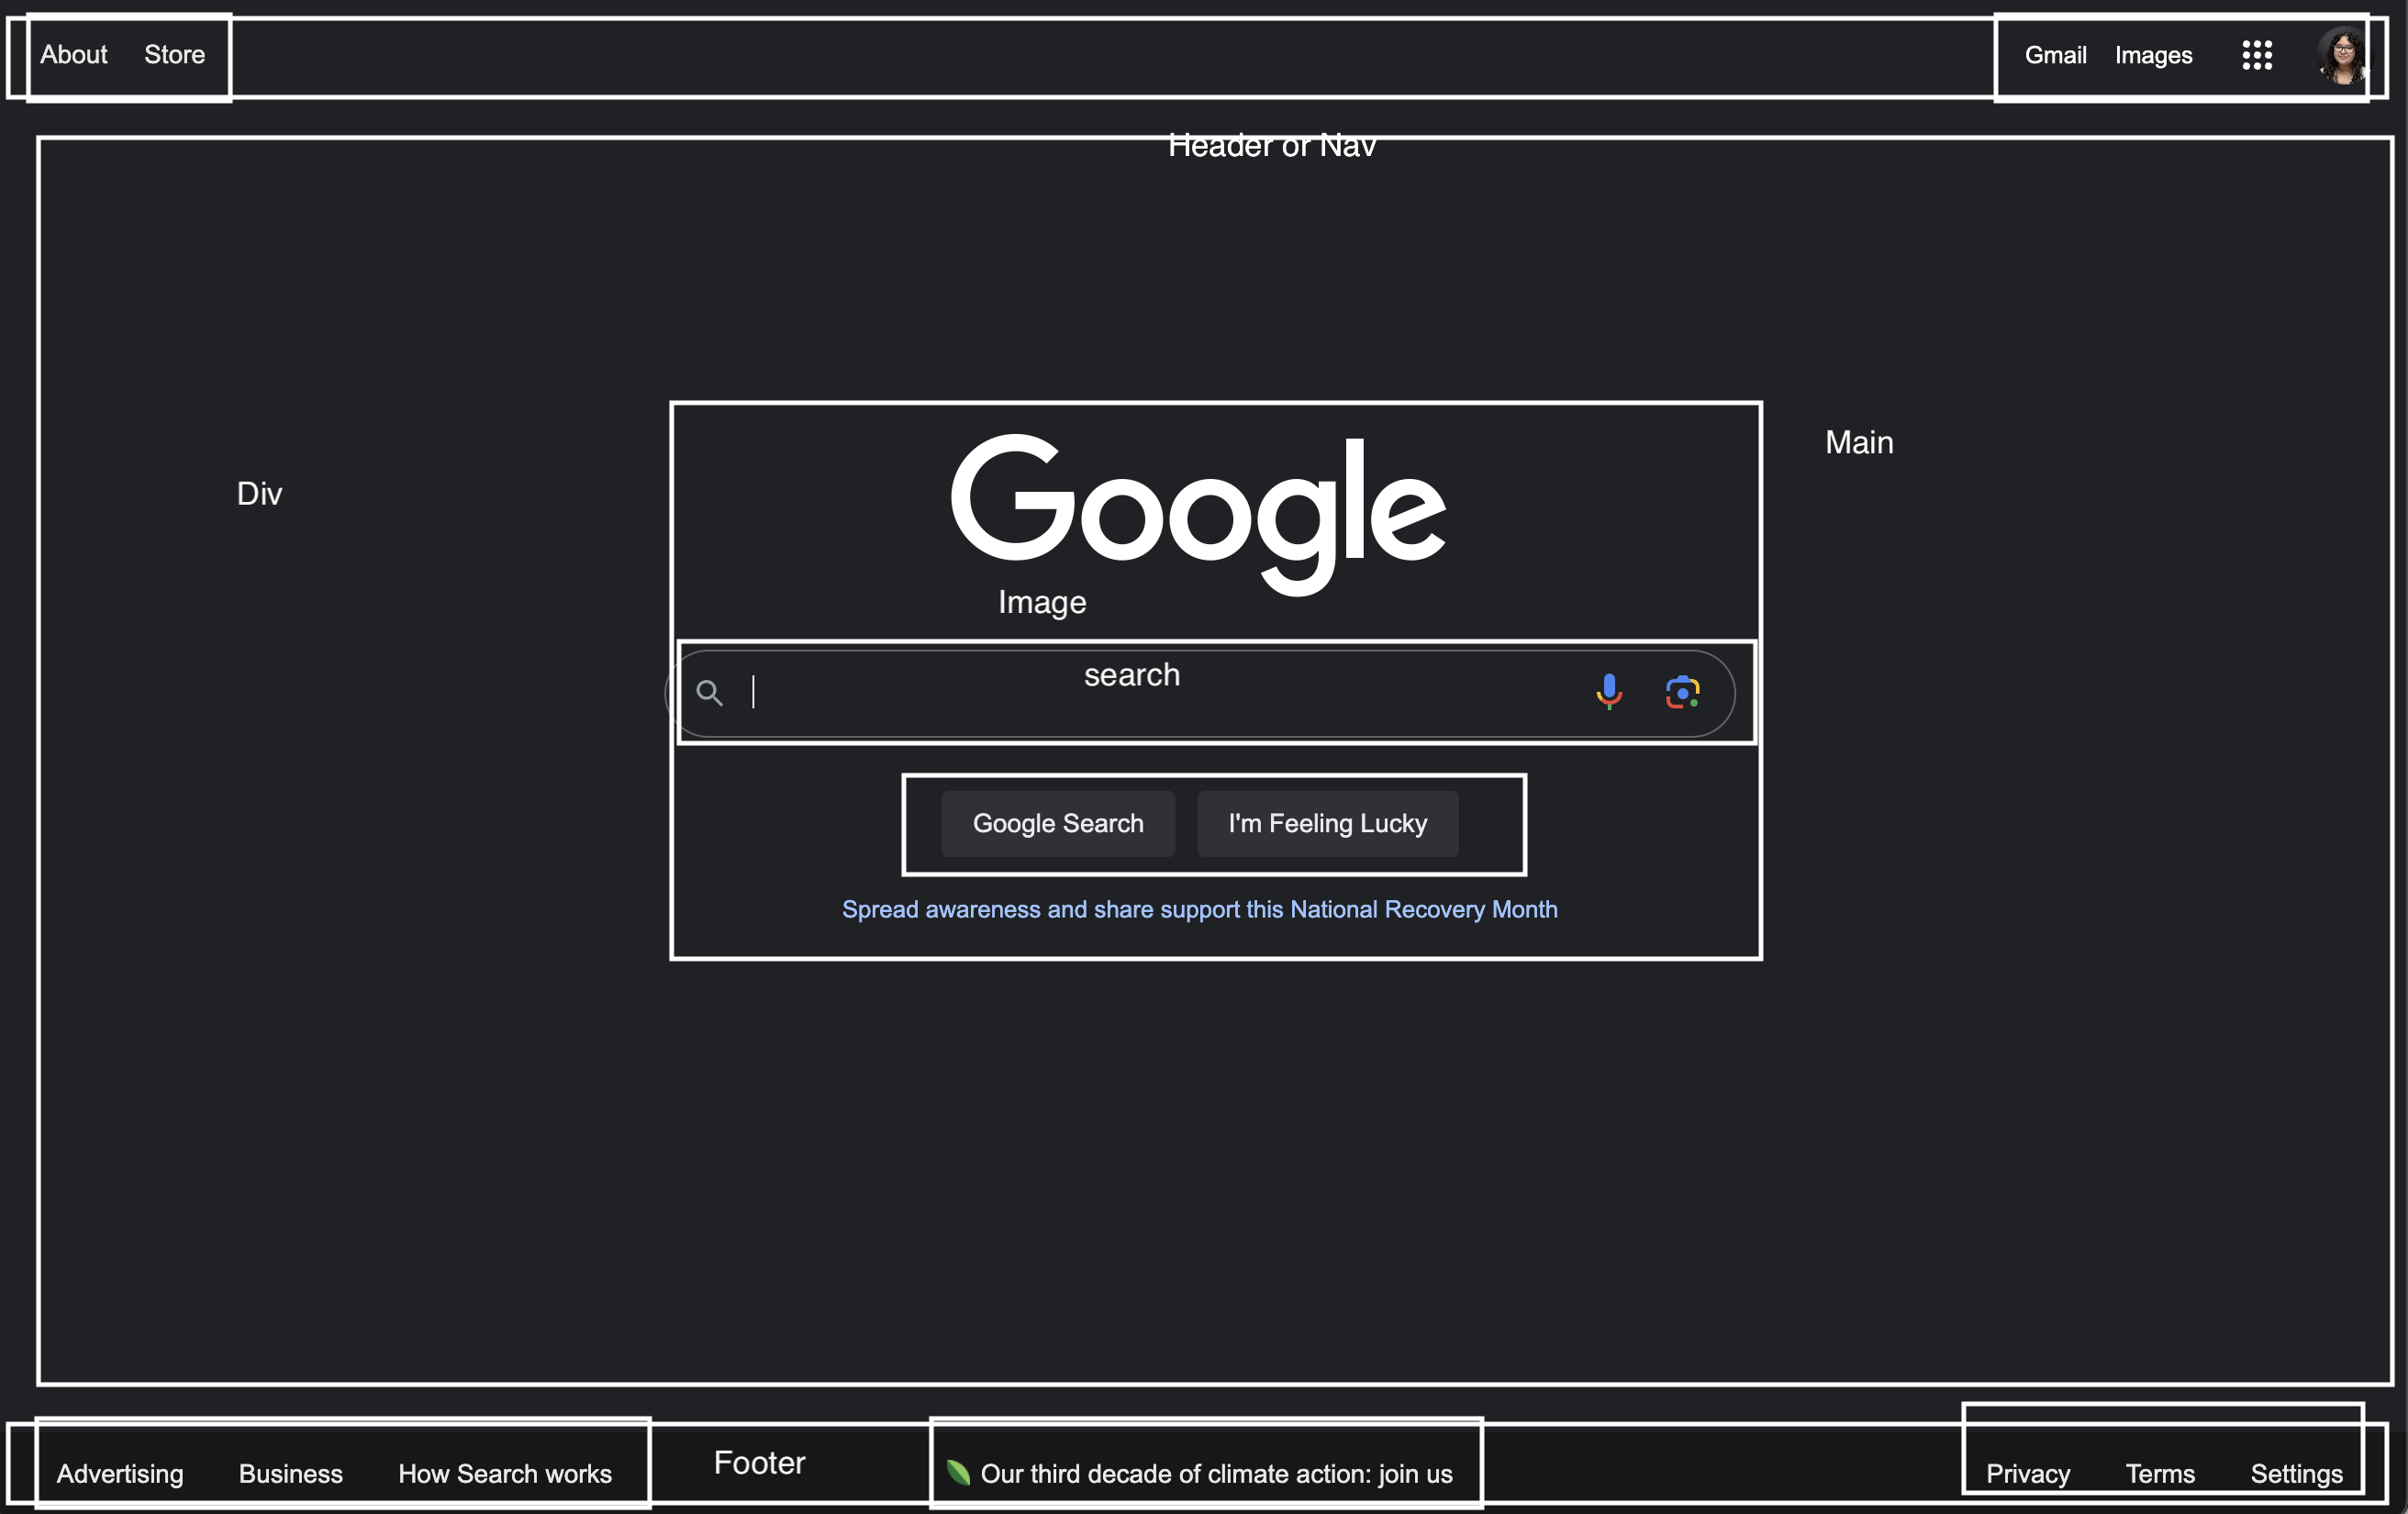 About Store Gmail Images
Header or Nav
Main
Div
Google
Image
search
Google Search I'm Feeling Lucky
Spread awareness and share support this National Recovery Month
Advertising Business How Search works Footer Our third decade of climate action: join us Privacy Terms Settings